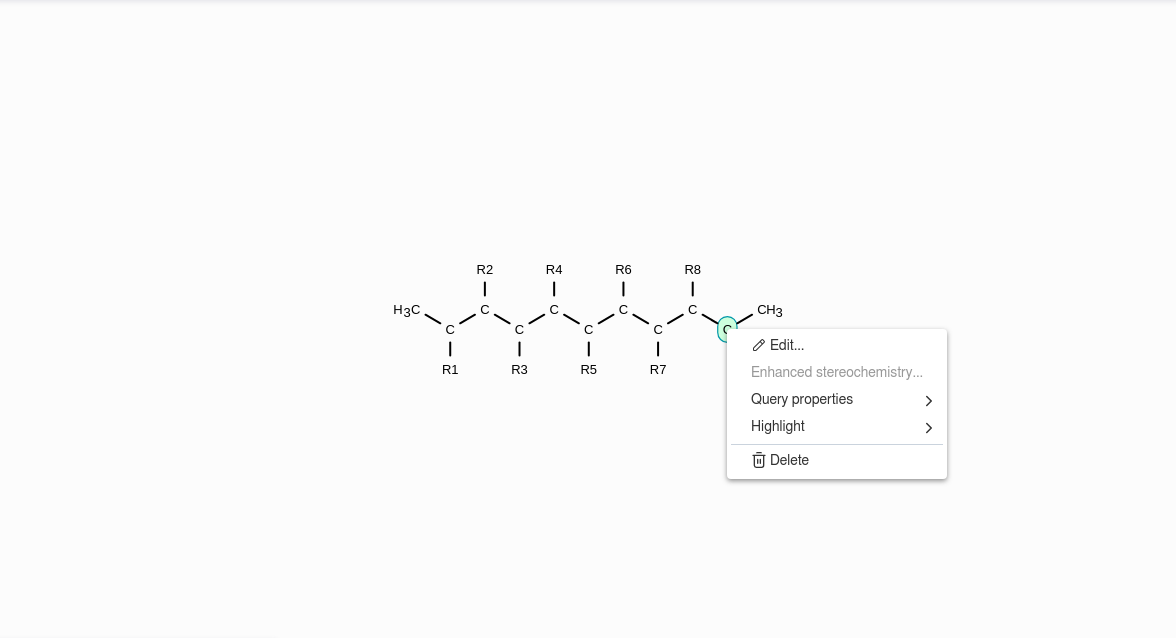 R2 R4 R6 R8
H3C C C C C CH3
C C C C C
R1 R3 R5 R7
Edit...
Enhanced stereochemistry...
Query properties
Highlight
Delete